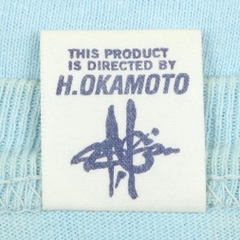 THIS PRODUCT
IS DIRECTED BY
H.OKAMOTO